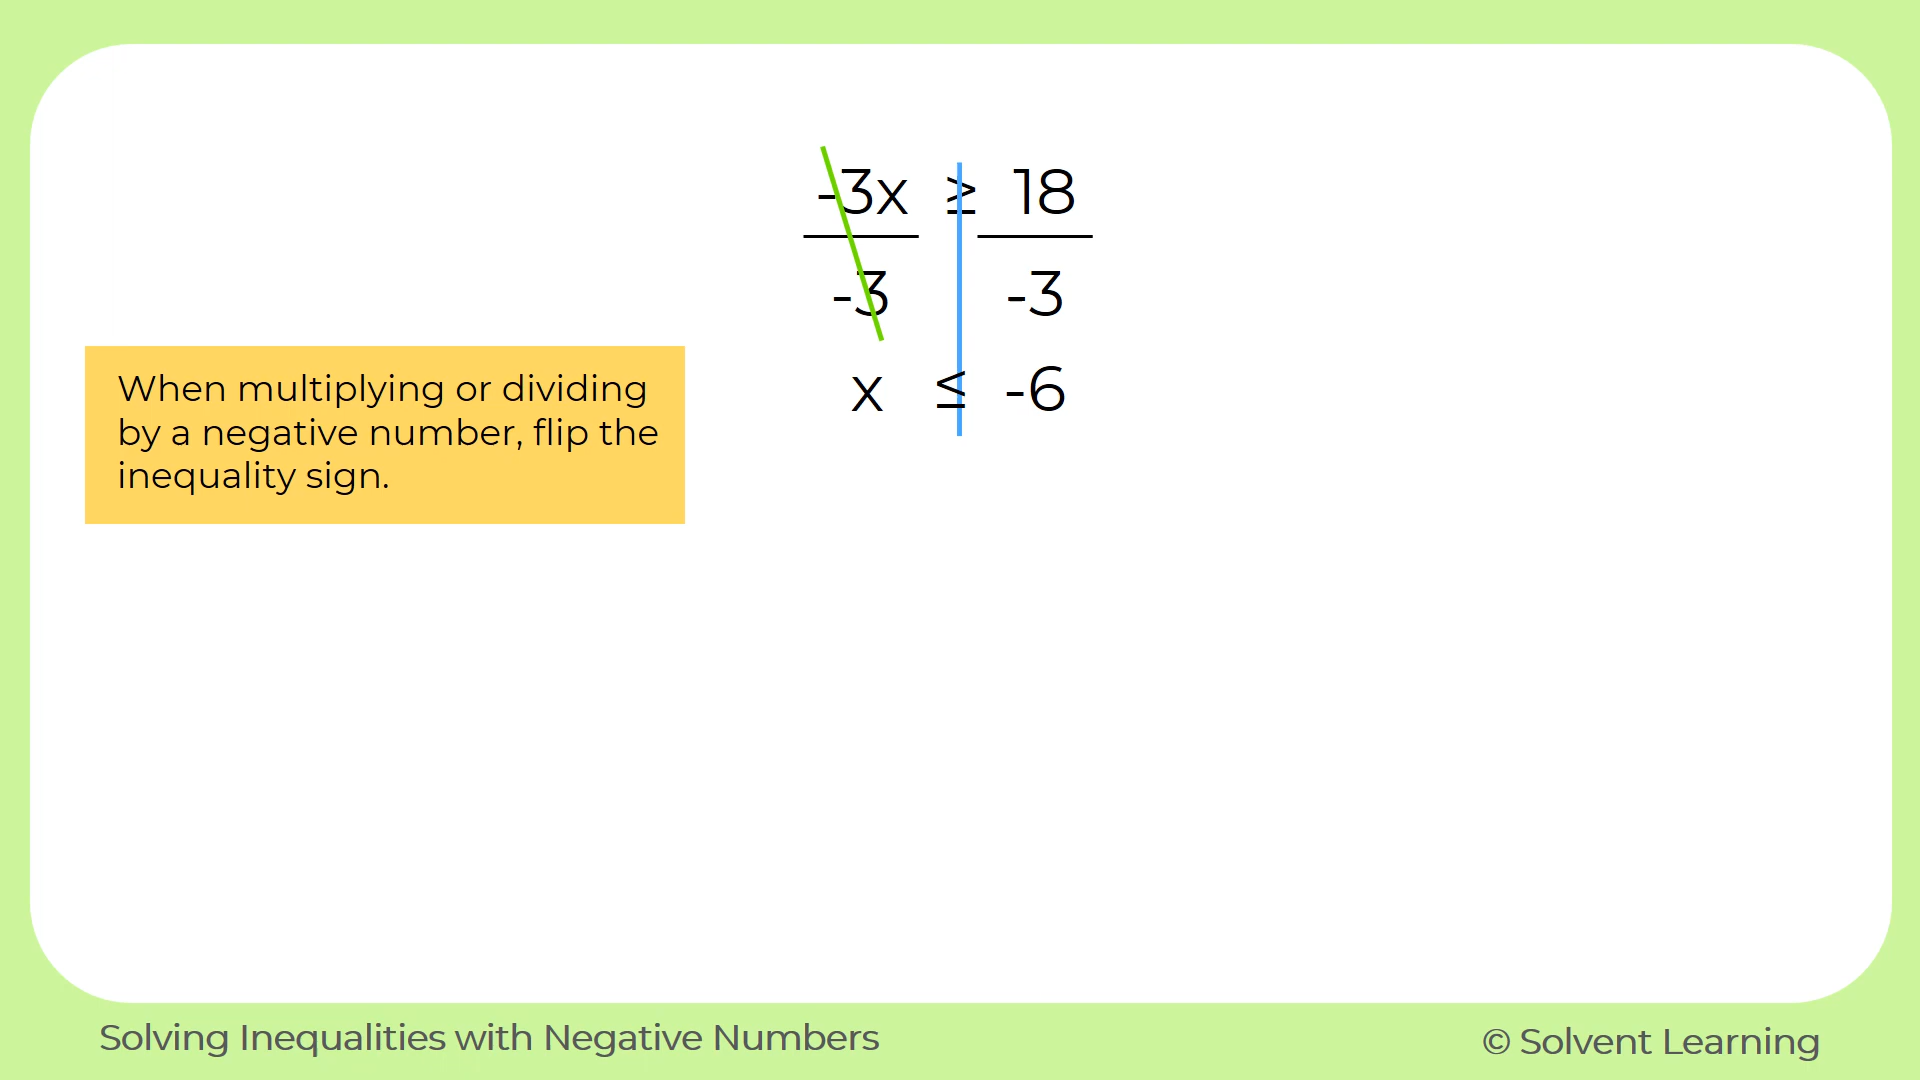 -3x ≥ 18
-3 -3
x ≤ -6
When multiplying or dividing
by a negative number, flip the
inequality sign.
Solving Inequalities with Negative Numbers
© Solvent Learning